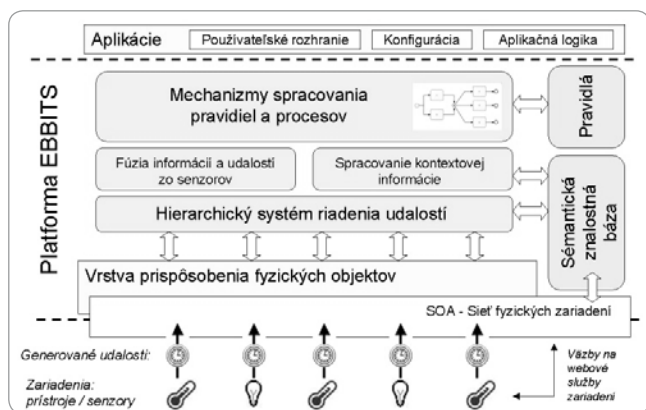 Aplikácie
Používateľské rozhranie
Konfigurácia
Aplikačná logika
Platforma EBBITS
Mechanizmy spracovania
pravidiel a procesov
Pravidlá
Fúzia informácií a udalostí
zo senzorov
Spracovanie kontextovej
informácie
Hierarchický systém riadenia udalostí
Sémantická
znalostná
báza
Vrstva prispôsobenia fyzických objektov
SOA - Sieť fyzických zariadení
Generované udalosti:
Zariadenia:
prístroje / senzory
Väzby na
webové
služby
zariadení